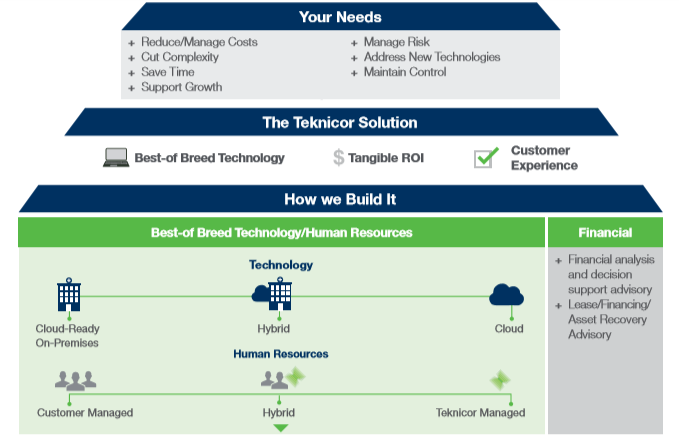 Your Needs
+ Reduce/Manage Costs
+ Cut Complexity
+ Save Time
+ Support Growth
+ Manage Risk
+ Address New Technologies
+ Maintain Control
The Teknicor Solution
Best-of Breed Technology
$ Tangible ROI
Customer
Experience
How we Build It
Best-of Breed Technology/Human Resources
Technology
Cloud-Ready
On-Premises
Hybrid
Cloud
Human Resources
Customer Managed
Hybrid
Teknicor Managed
Financial
+ Financial analysis
and decision
support advisory
+ Lease/Financing/
Asset Recovery
Advisory